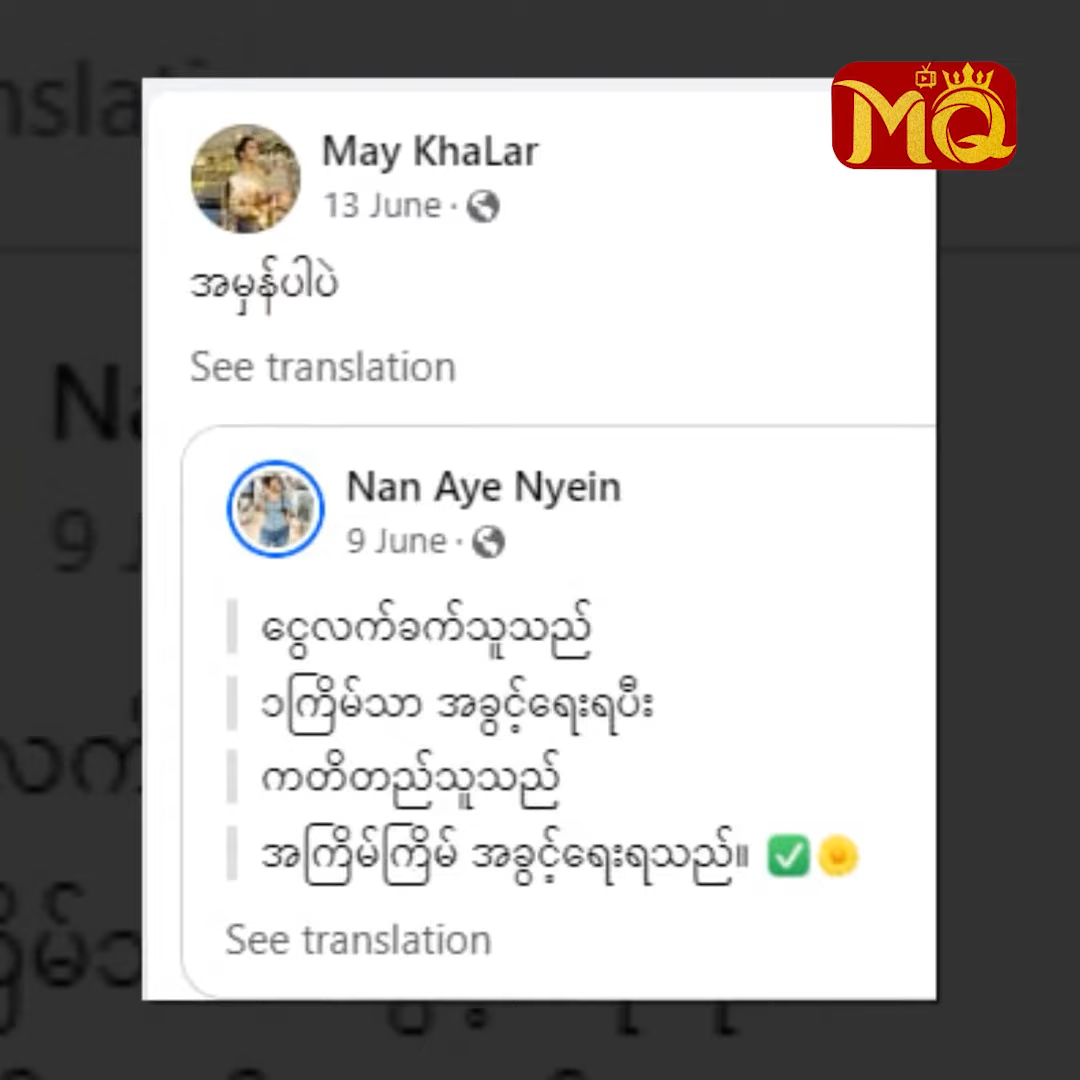 MQ
May KhaLar
13 June ·
အမှန်ပါပဲ
See translation
Nan Aye Nyein
9 June ·
ငွေလက်ခက်သူသည်
၁ကြိမ်သာ အခွင့်ရေးရပီး
ကတိတည်သူသည်
အကြိမ်ကြိမ် အခွင့်ရေးရသည်။ ✅🌼
See translation